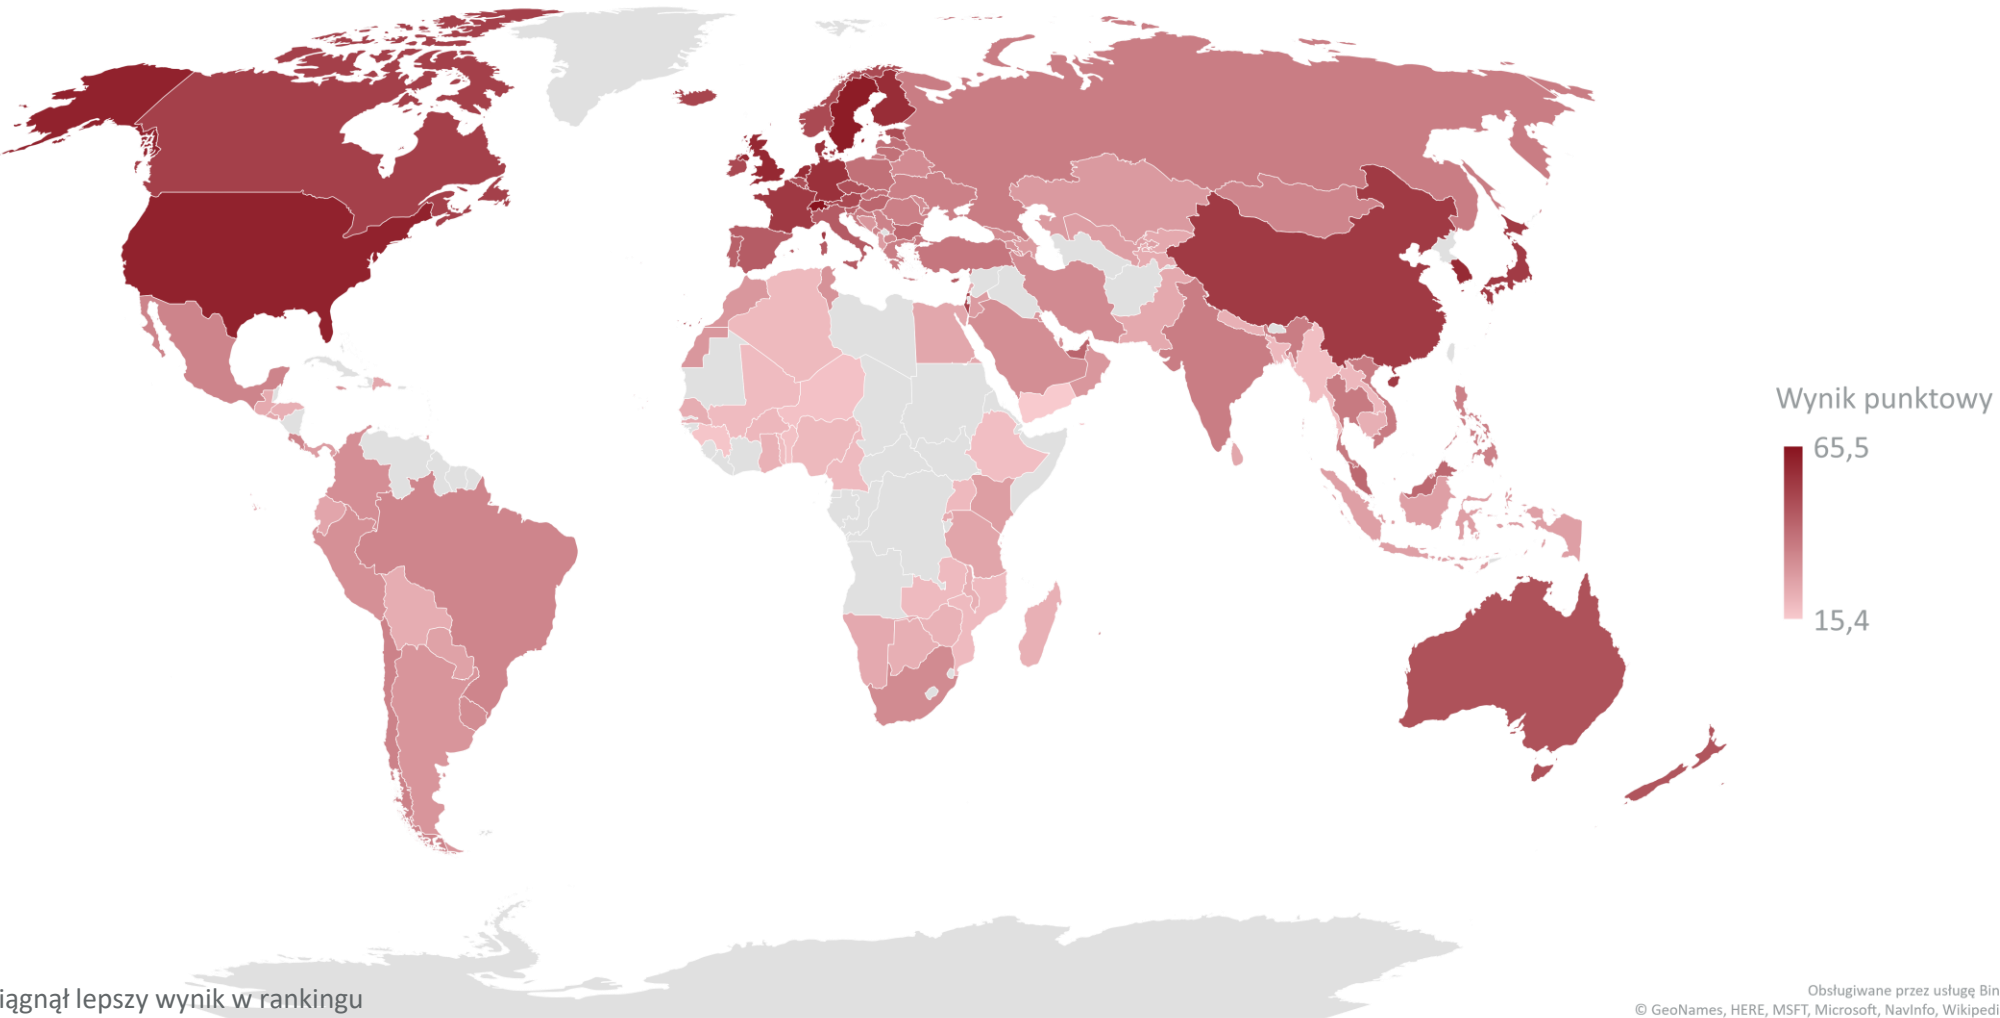 Wynik punktowy
65,5
15,4
iągnął lepszy wynik w rankingu
Obsługiwane przez usługę Bin
© GeoNames, HERE, MSFT, Microsoft, NavInfo, Wikipedi